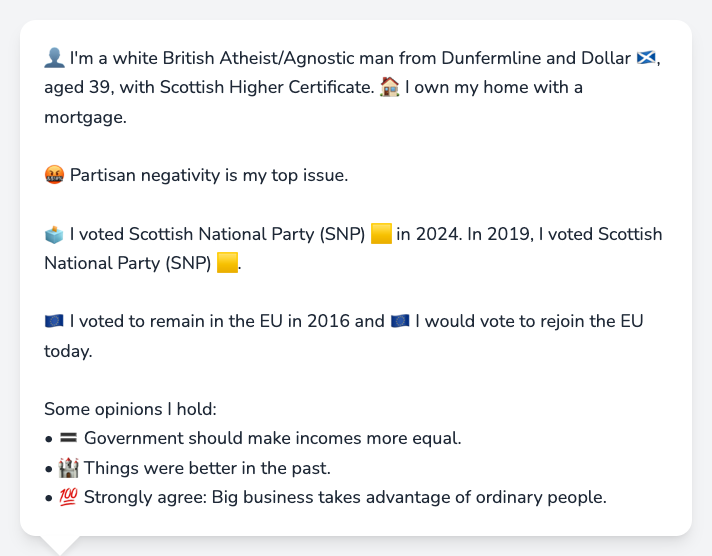 👤 I'm a white British Atheist/Agnostic man from Dunfermline and Dollar 🏴󠁧󠁢󠁳󠁣󠁴󠁿,
aged 39, with Scottish Higher Certificate. 🏠 I own my home with a
mortgage.
🤬 Partisan negativity is my top issue.
🗳️ I voted Scottish National Party (SNP) 🟨 in 2024. In 2019, I voted Scottish
National Party (SNP) 🟨.
🇪🇺 I voted to remain in the EU in 2016 and 🇪🇺 I would vote to rejoin the EU
today.
Some opinions I hold:
• 🟰 Government should make incomes more equal.
• 🏰 Things were better in the past.
• 💯 Strongly agree: Big business takes advantage of ordinary people.